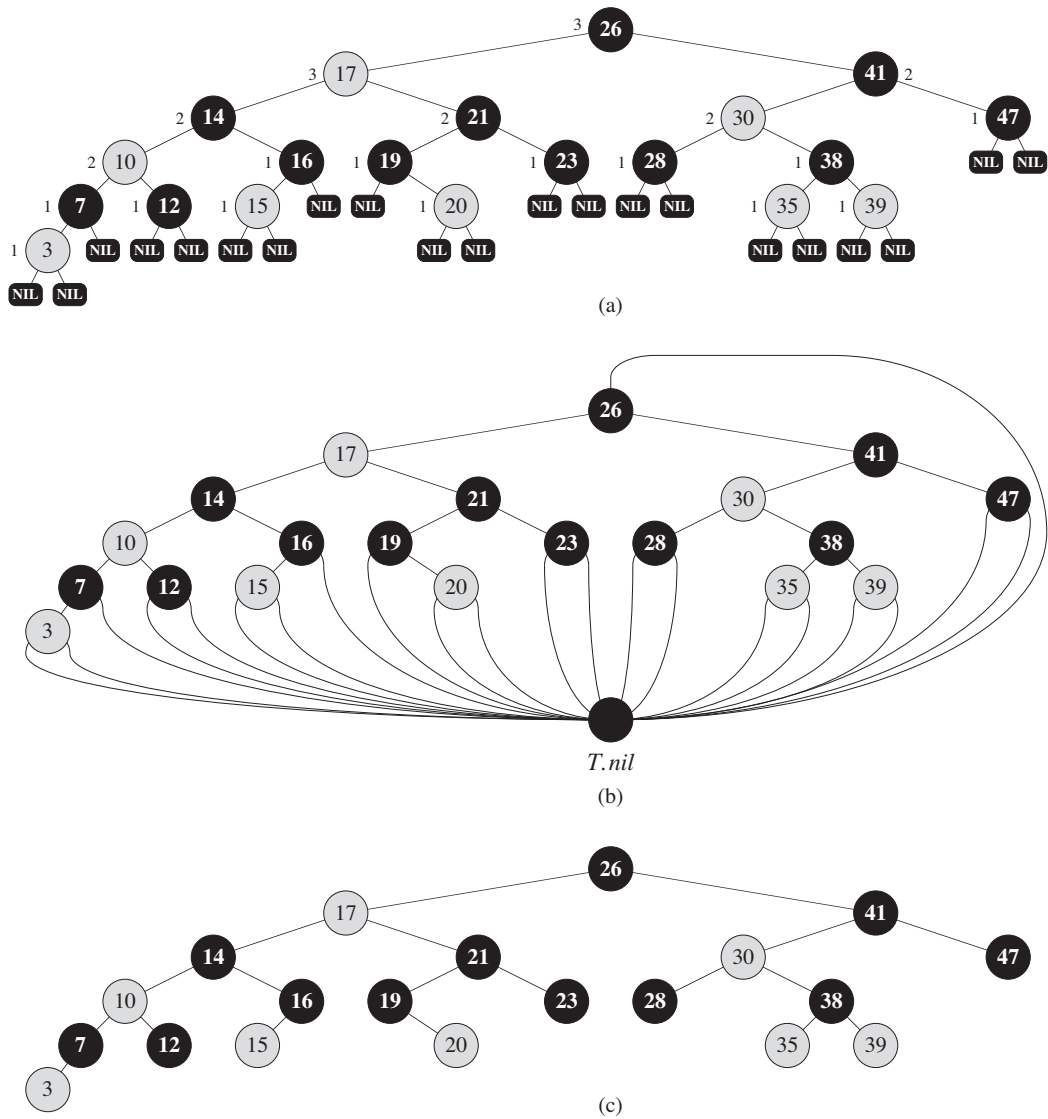 3 26
3 17 41 2
2 14 2 21 2 30 1 47
2 10 1 16 1 19 1 23 1 28 1 38 NIL NIL
1 7 1 12 1 15 NIL NIL 1 20 NIL NIL NIL NIL 1 35 1 39
1 3 NIL NIL NIL NIL NIL NIL NIL NIL NIL NIL NIL
NIL NIL
(a)
26
17 41
14 21 30 47
10 16 19 23 28 38
7 12 15 20 35 39
3
T.nil
(b)
26
17 41
14 21 30 47
10 16 19 23 28 38
7 12 15 20 35 39
3
(c)